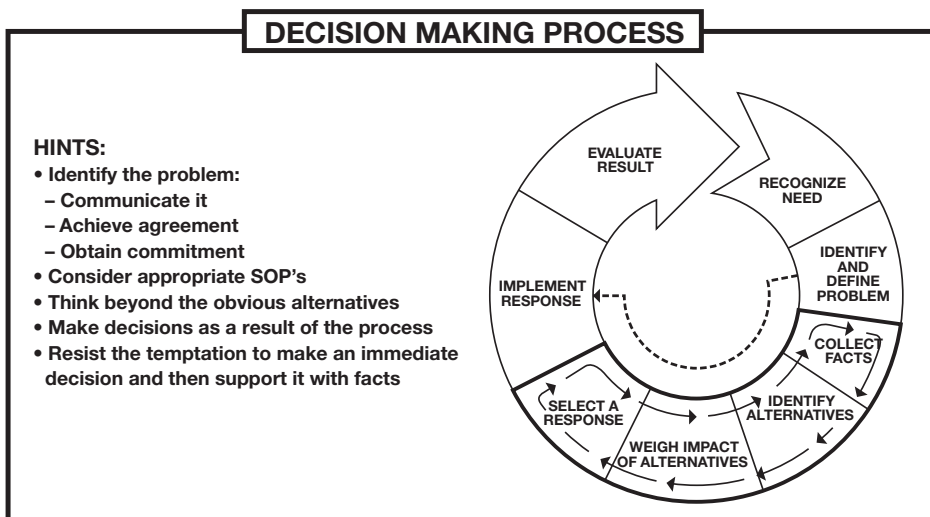 DECISION MAKING PROCESS
HINTS:
• Identify the problem:
– Communicate it
– Achieve agreement
– Obtain commitment
• Consider appropriate SOP's
• Think beyond the obvious alternatives
• Make decisions as a result of the process
• Resist the temptation to make an immediate
decision and then support it with facts
EVALUATE
RESULT
RECOGNIZE
NEED
IDENTIFY
AND
DEFINE
PROBLEM
COLLECT
FACTS
IDENTIFY
ALTERNATIVES
WEIGH IMPACT
OF ALTERNATIVES
SELECT A
RESPONSE
IMPLEMENT
RESPONSE